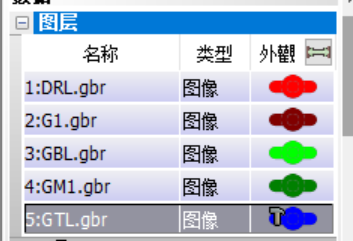 图层
名称 类型 外觀
1:DRL.gbr 图像
2:G1.gbr 图像
3:GBL.gbr 图像
4:GM1.gbr 图像
5:GTL.gbr 图像